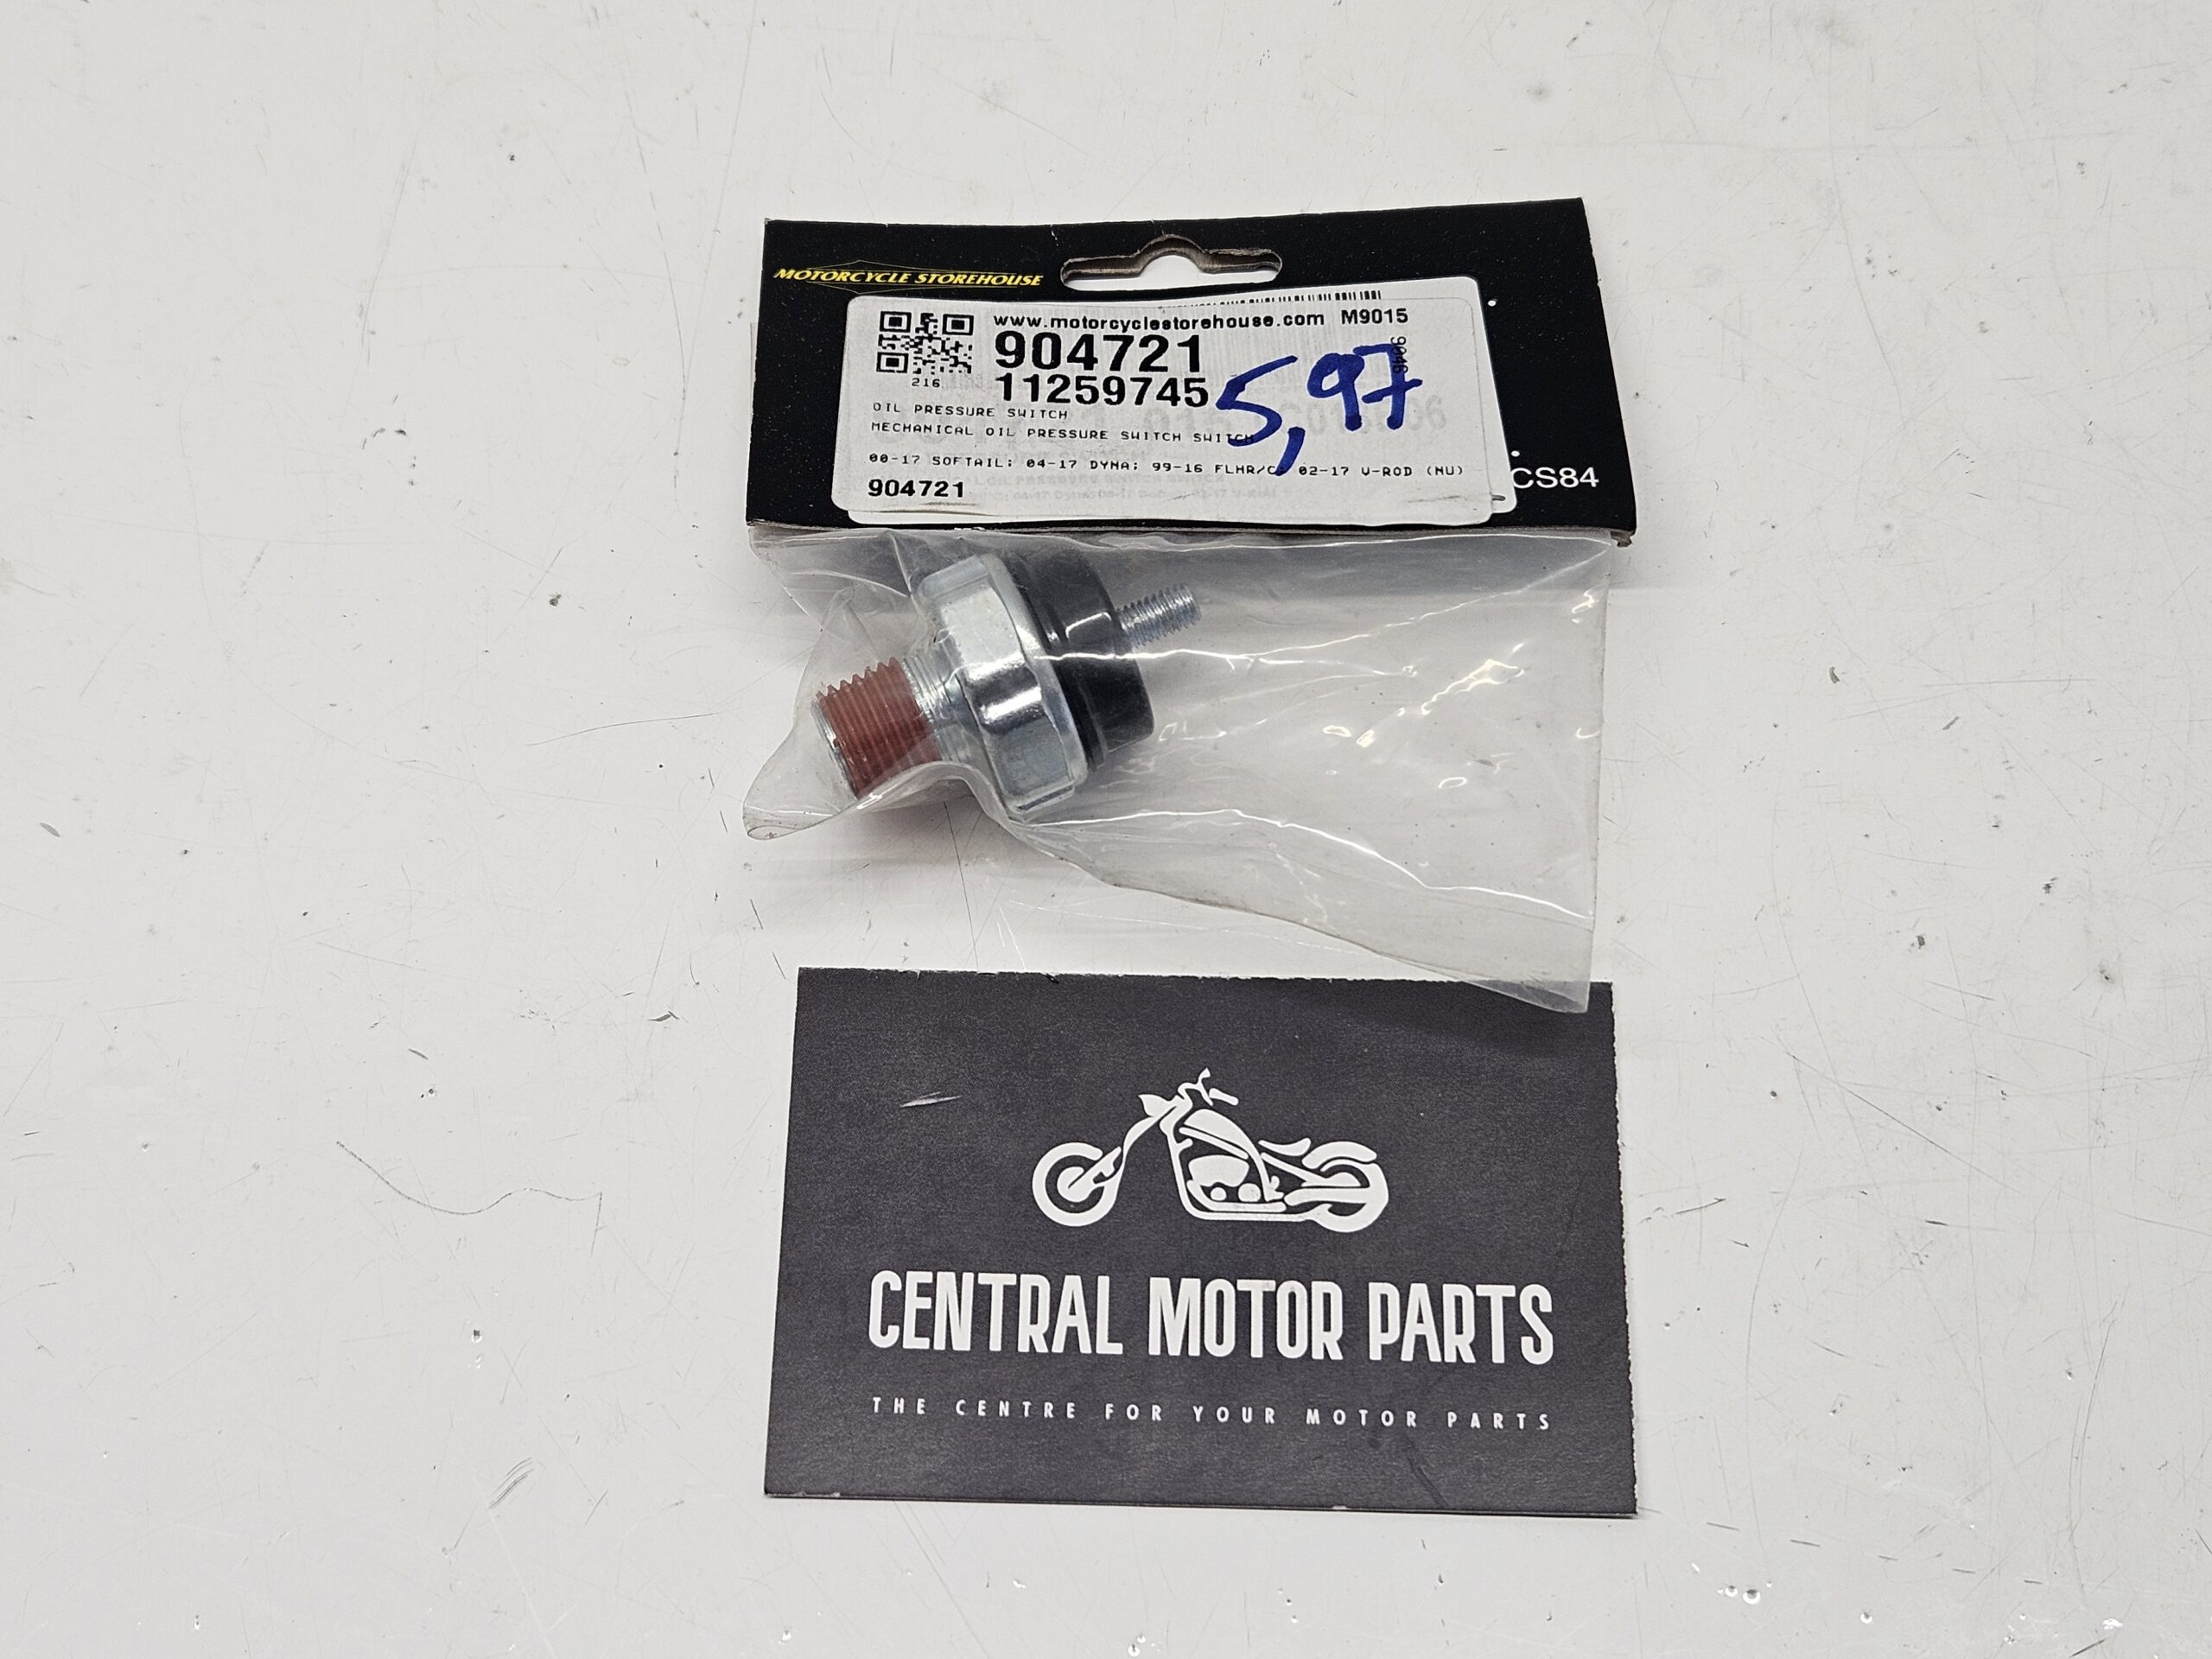 MOTORCYCLE STOREHOUSE
www.motorcyclestorehouse.com M9015
904721
11259745
5,97
216
OIL PRESSURE SWITCH
MECHANICAL OIL PRESSURE SWITCH SWITCH
00-17 SOFTAIL; 04-17 DYNA; 99-16 FLHR/C; 02-17 V-ROD (NU)
904721
CS84
CENTRAL MOTOR PARTS
THE CENTRE FOR YOUR MOTOR PARTS